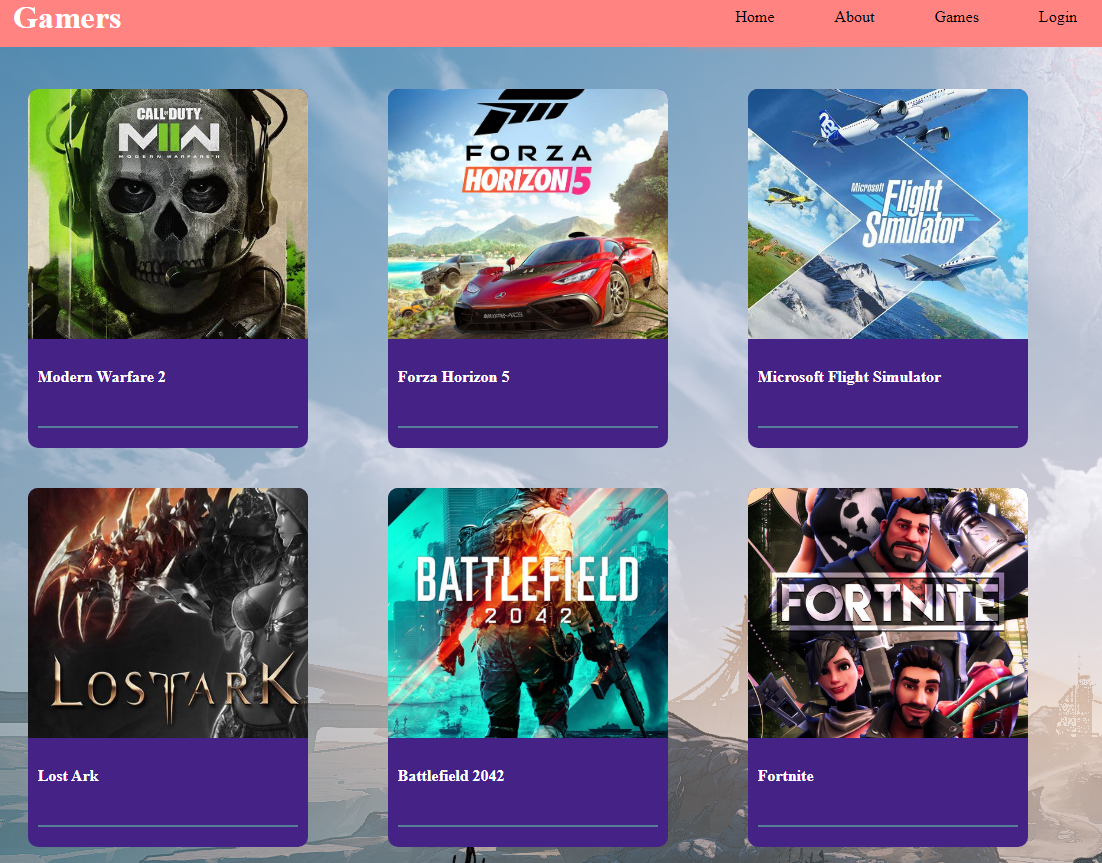 Gamers
Home About Games Login
CALL OF DUTY
MWII
MODERN WARFARE II
FORZA
HORIZON 5
Microsoft
Flight
Simulator
Modern Warfare 2
Forza Horizon 5
Microsoft Flight Simulator
LOST ARK
BATTLEFIELD
2042
FORTNITE
Lost Ark
Battlefield 2042
Fortnite